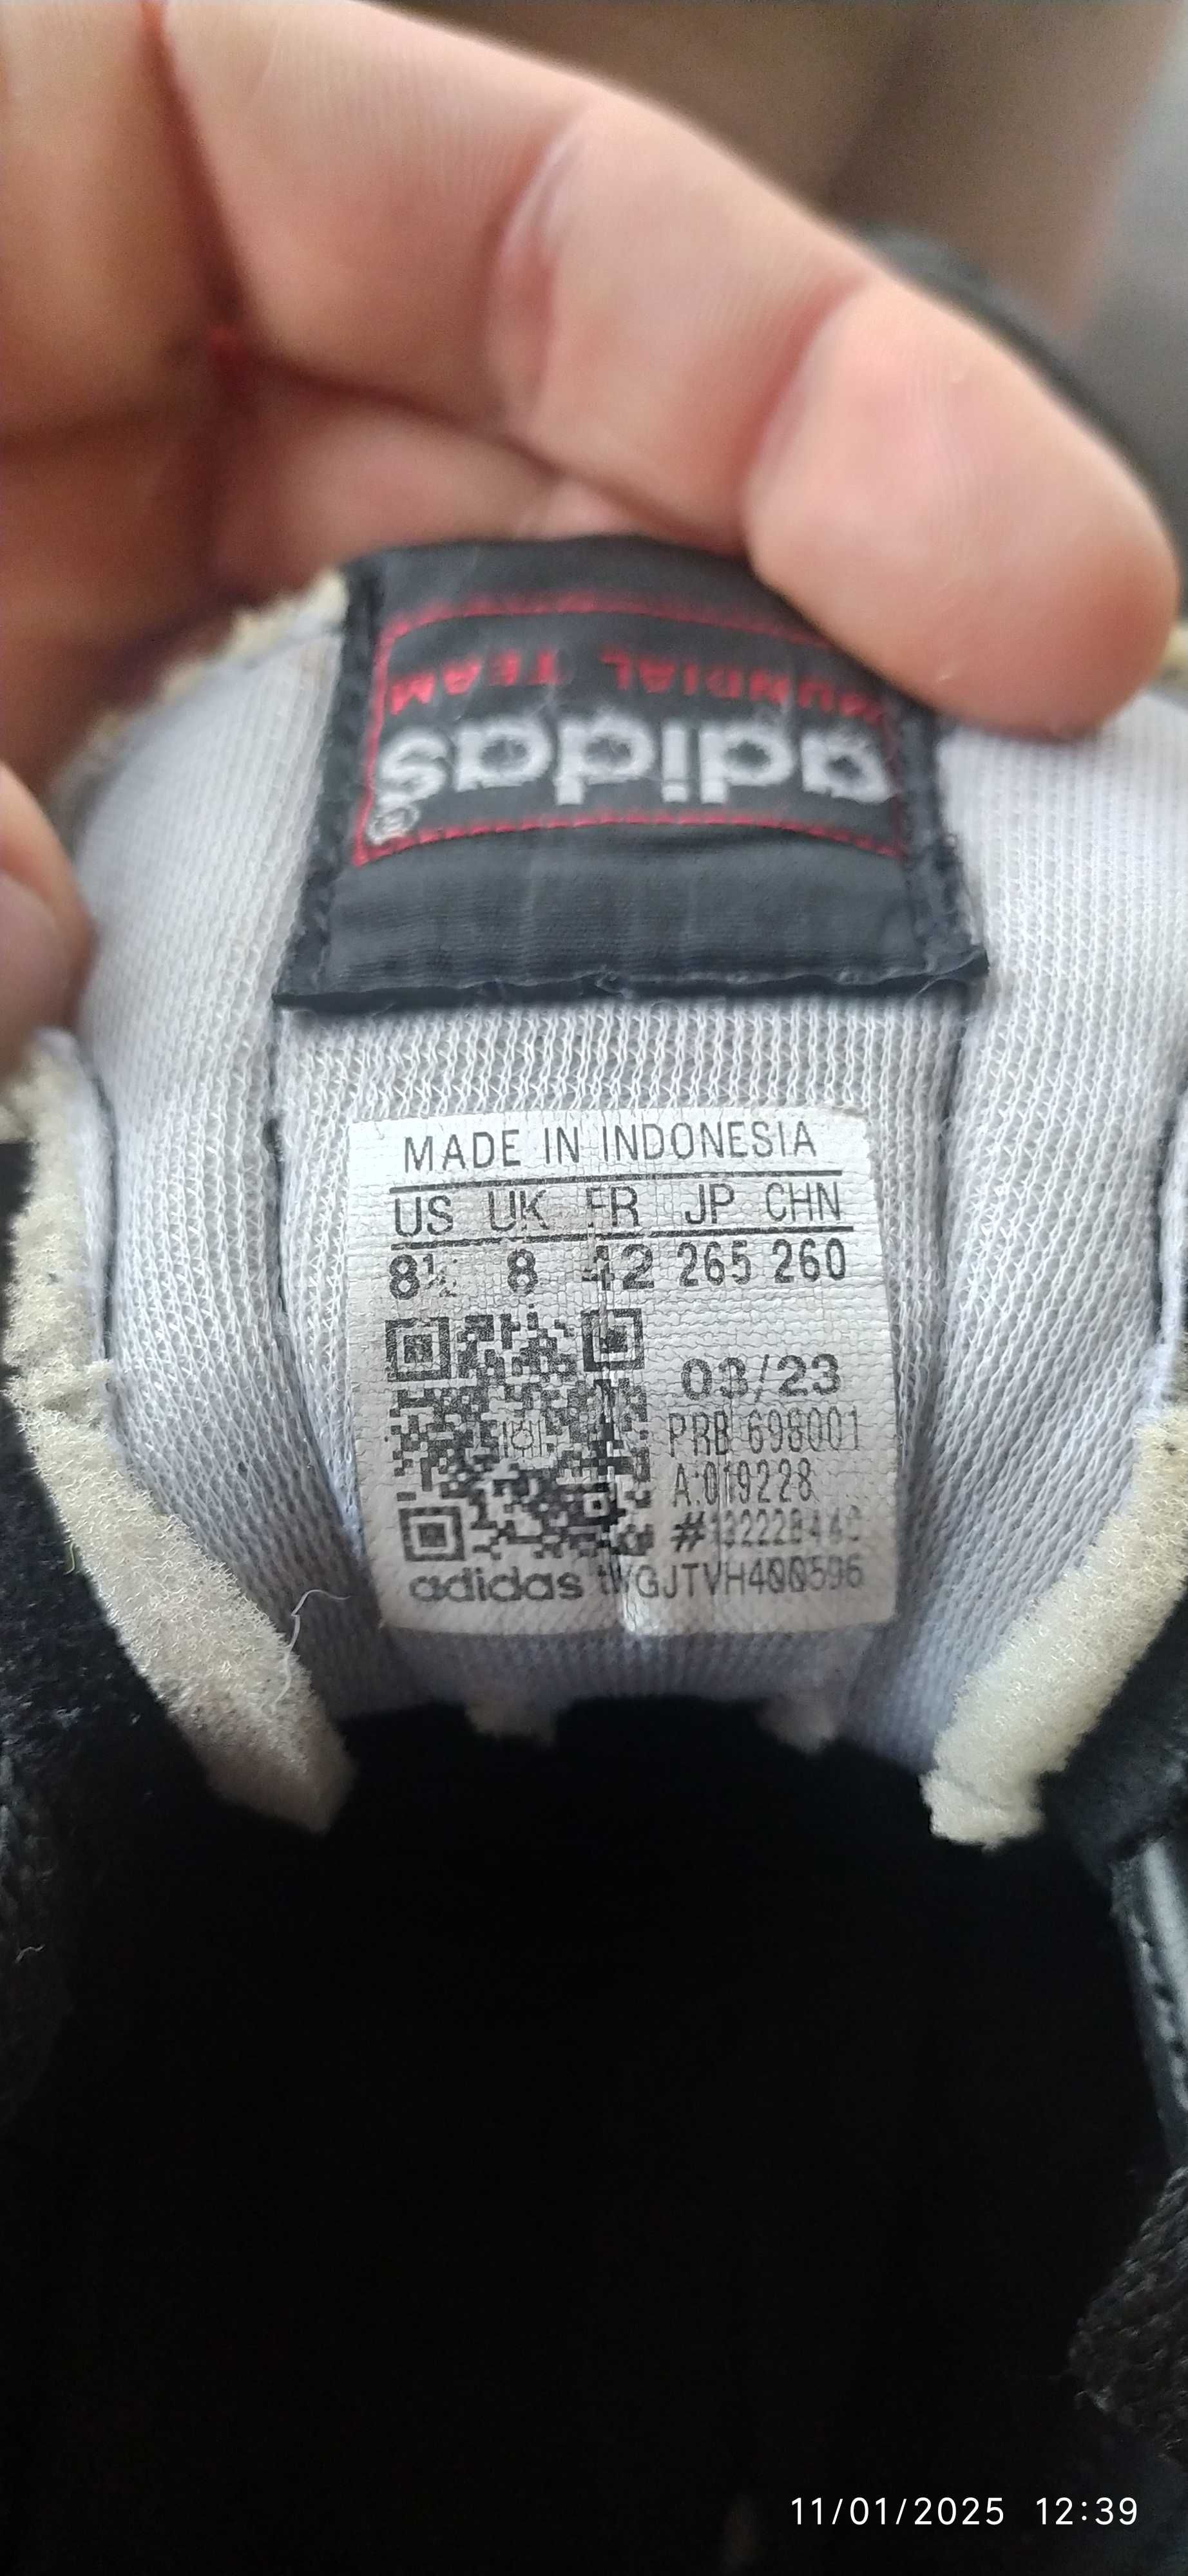 MUNDIAL TEAM
adidas®
MADE IN INDONESIA
US UK FR JP CHN
8½ 8 42 265 260
03/23
PRB 698001
A:019228
adidas
11/01/2025 12:39